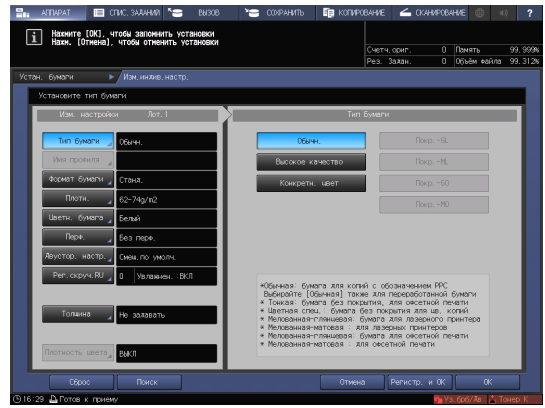 АППАРАТ
СПИС. ЗАДАНИЙ
ВЫЗОВ
СОХРАНИТЬ
КОПИРОВАНИЕ
СКАНИРОВАНИЕ
?
Нажмите [OK], чтобы запомнить установки
Нажм. [Отмена], чтобы отменить установки
Счетч.ориг. 0 Память 99.999%
Рез. Задан. 0 Объём файла 99.312%
Устан. бумаги
Изм.индив.настр.
Установите тип бумаги
Изм. настройки Лот.1
Тип бумаги
Тип бумаги Обычн.
Имя профиля
Формат бумаги Станд.
Плотн. 62-74g/m2
Цветн. бумага Белый
Перф. Без перф.
Двустор. настр. Смещ.по умолч.
Рег.скруч.RU 0 Увлажнен. :ВКЛ
Толщина Не задавать
Плотность цвета ВЫКЛ
Обычн.
Покр.-GL
Высокое качество
Покр.-ML
Конкретн. цвет
Покр.-GO
Покр.-MO
*Обычная: бумага для копий с обозначением PPC
Выбирайте [Обычная] также для переработанной бумаги
* Тонкая: бумага без покрытия, для офсетной печати
* Цветная спец.: бумага без покрытия для цв. копий
* Мелованная-глянцевая: бумага для лазерного принтера
* Мелованная-матовая : для лазерных принтеров
* Мелованная-глянцевая: бумага для офсетной печати
* Мелованная-матовая : для офсетной печати
Сброс
Поиск
Отмена
Регистр. и OK
OK
16:29
Готов к приему
Уз.бр6/Лв
Тонер K